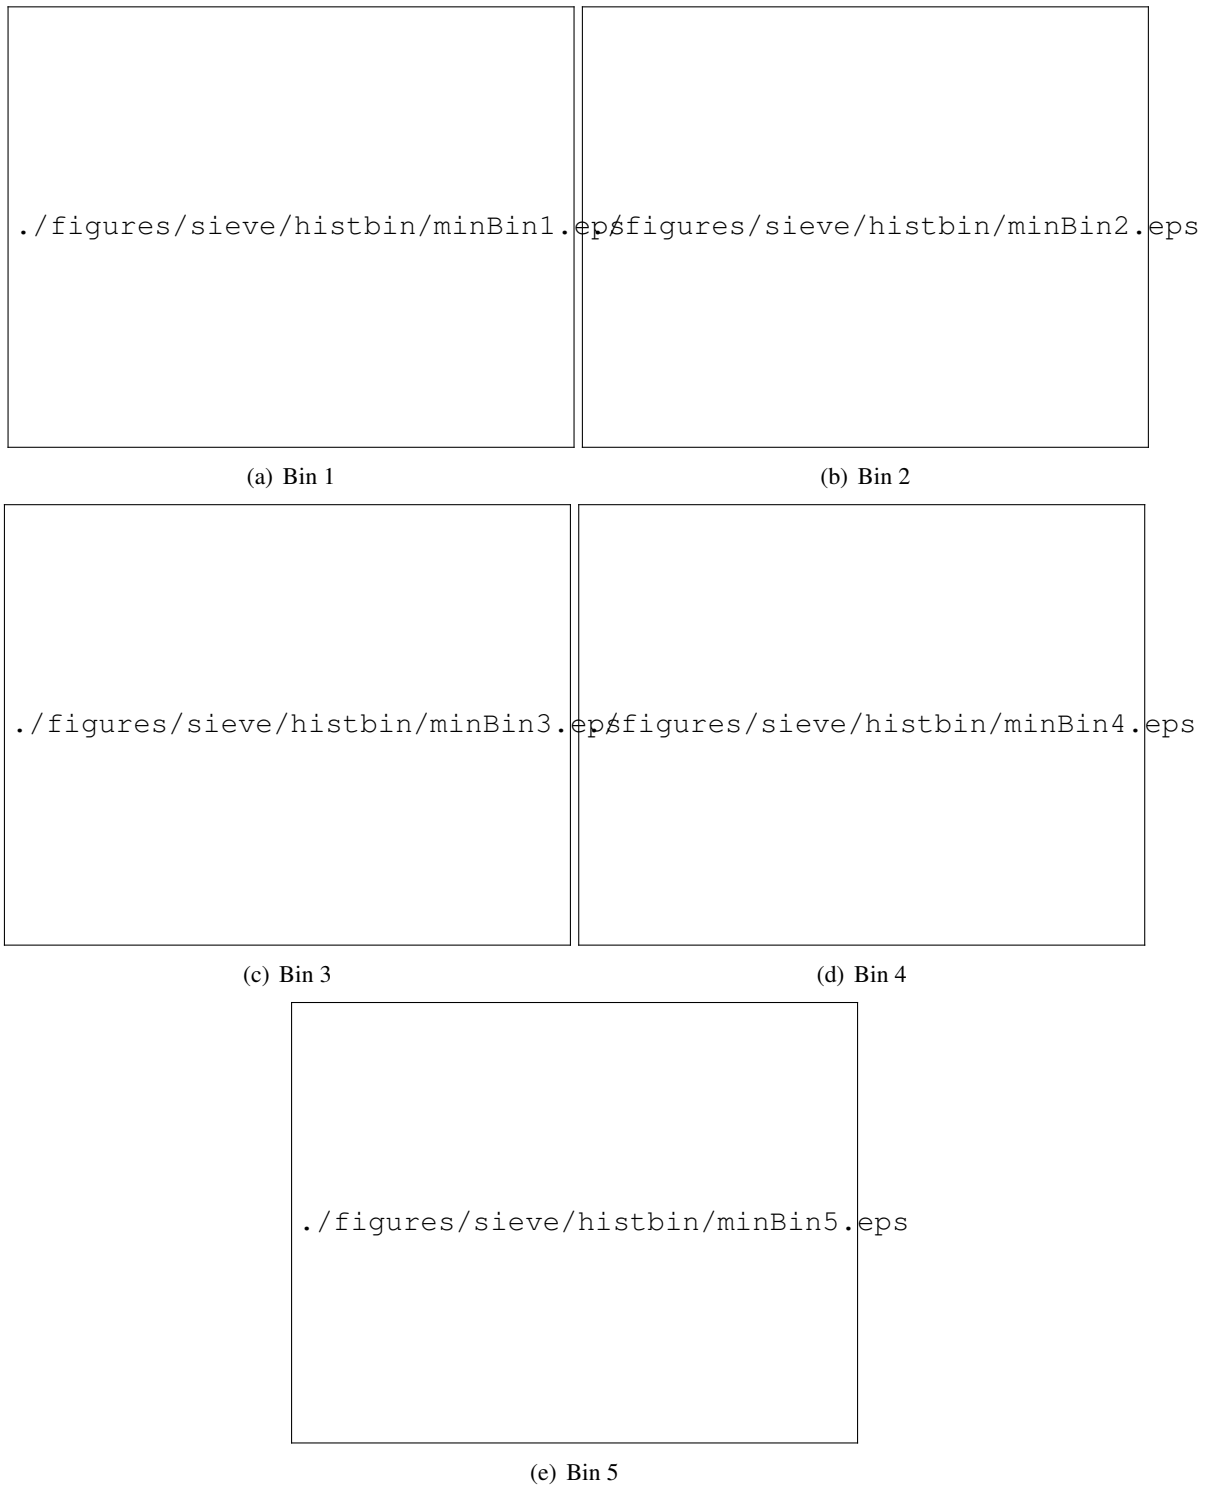 ./figures/sieve/histbin/minBin1.eps
./figures/sieve/histbin/minBin2.eps
(a) Bin 1
(b) Bin 2
./figures/sieve/histbin/minBin3.eps
./figures/sieve/histbin/minBin4.eps
(c) Bin 3
(d) Bin 4
./figures/sieve/histbin/minBin5.eps
(e) Bin 5